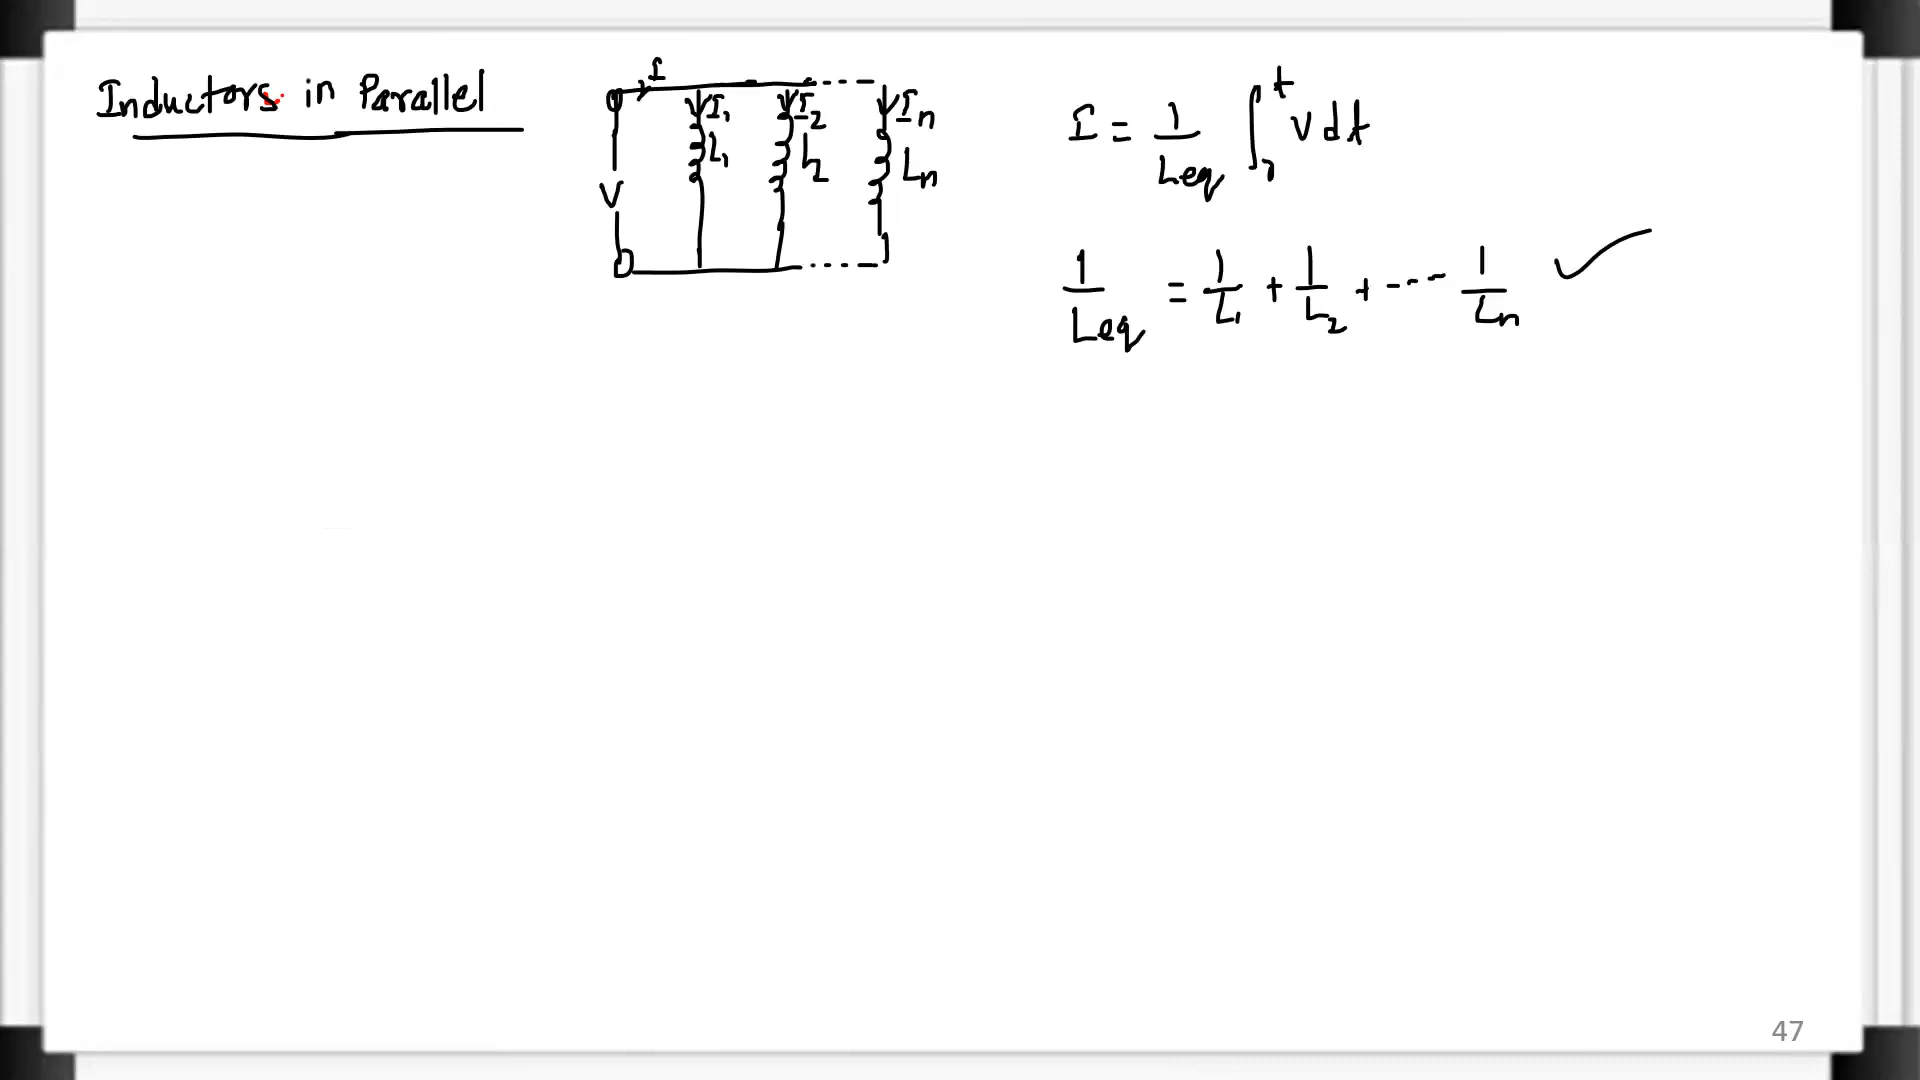 Inductors in Parallel
I
I₁ I₂ In
L₁ L₂ Ln
V
I = 1/Leq ∫₀ᵗ V dt
1/Leq = 1/L₁ + 1/L₂ + ---- 1/Ln ✓
47